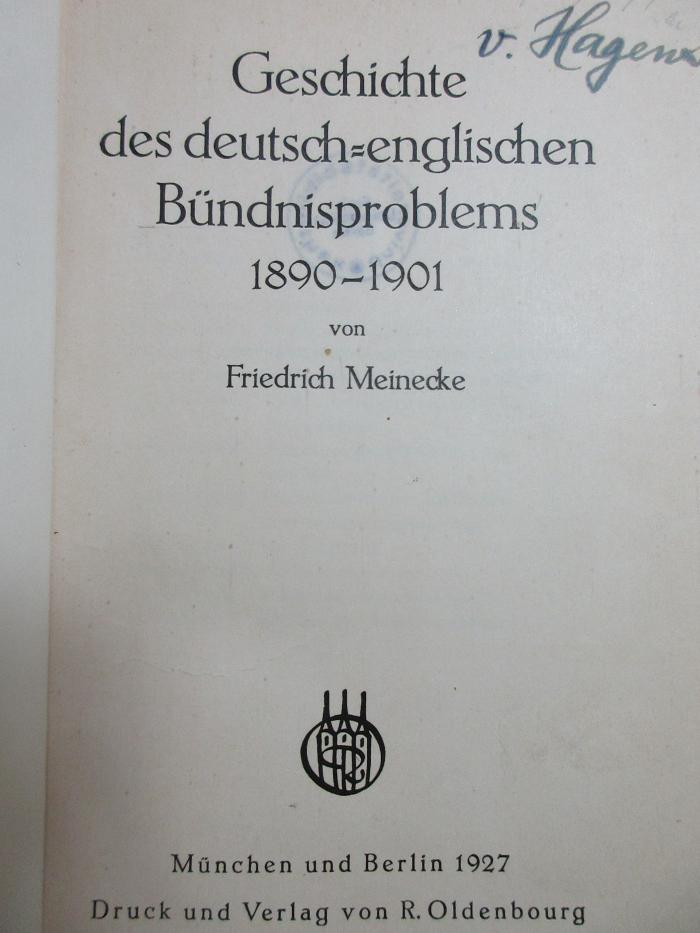 v. Hagen
Geschichte
des deutsch=englischen
Bündnisproblems
1890–1901
von
Friedrich Meinecke
München und Berlin 1927
Druck und Verlag von R. Oldenbourg